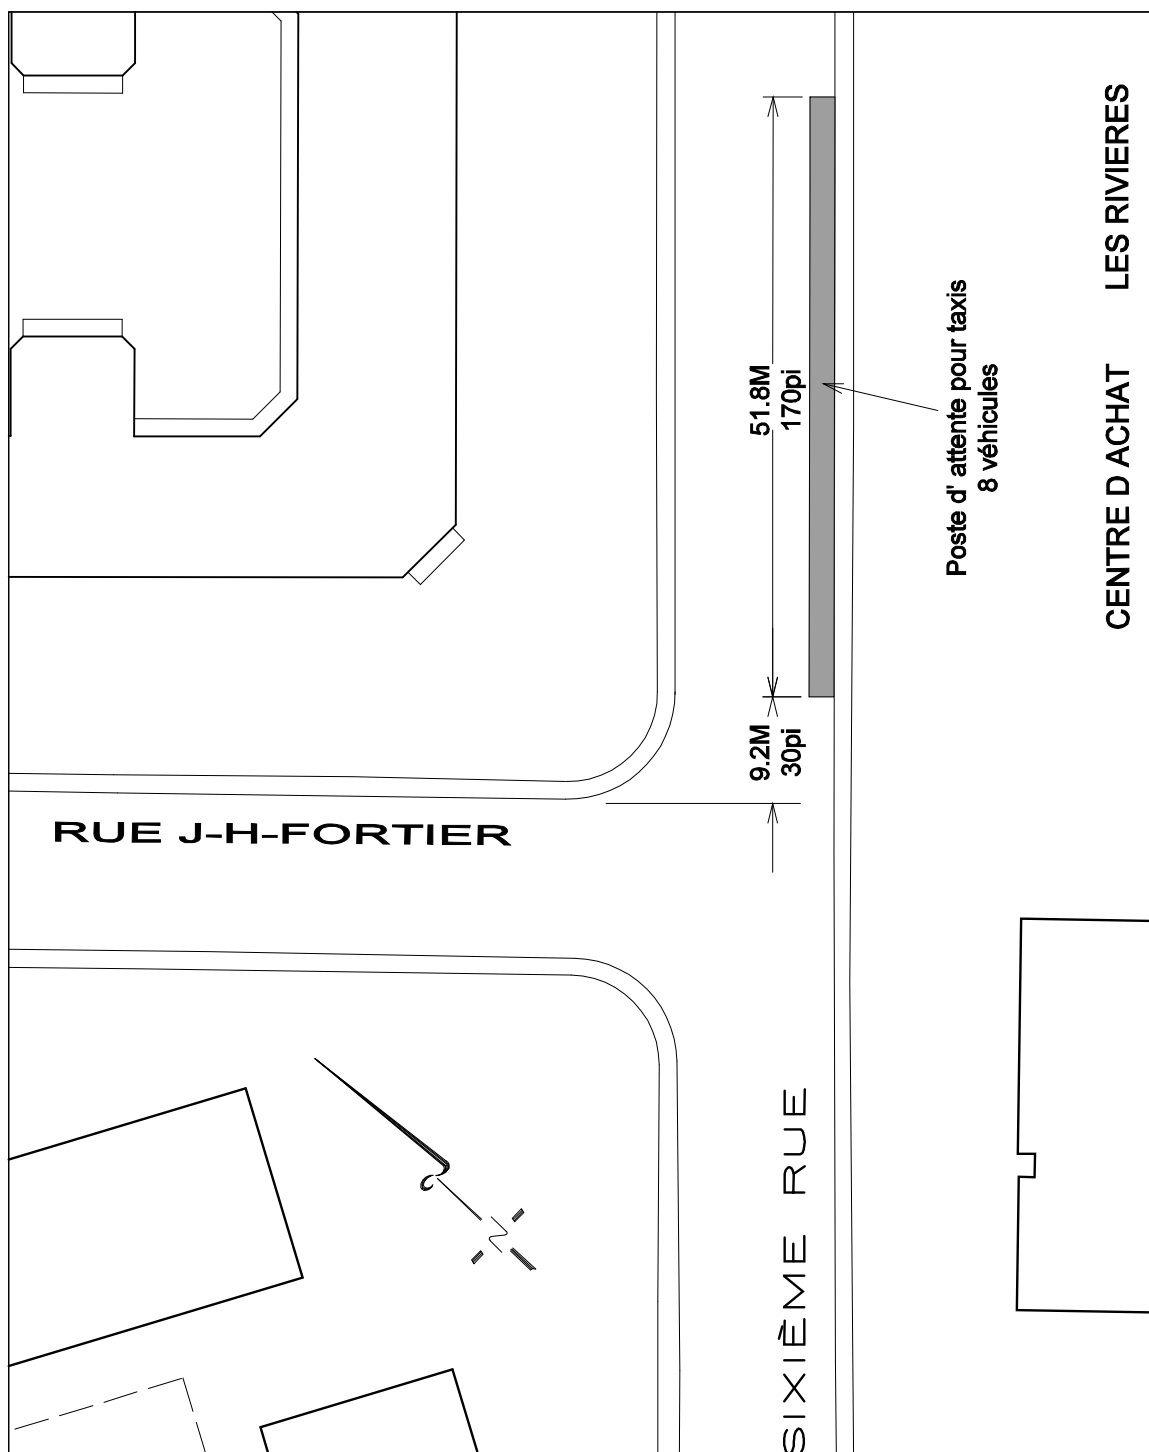 LES RIVIERES
CENTRE D ACHAT
Poste d' attente pour taxis
8 véhicules
51.8M
170pi
9.2M
30pi
RUE J-H-FORTIER
SIXIÈME RUE
N